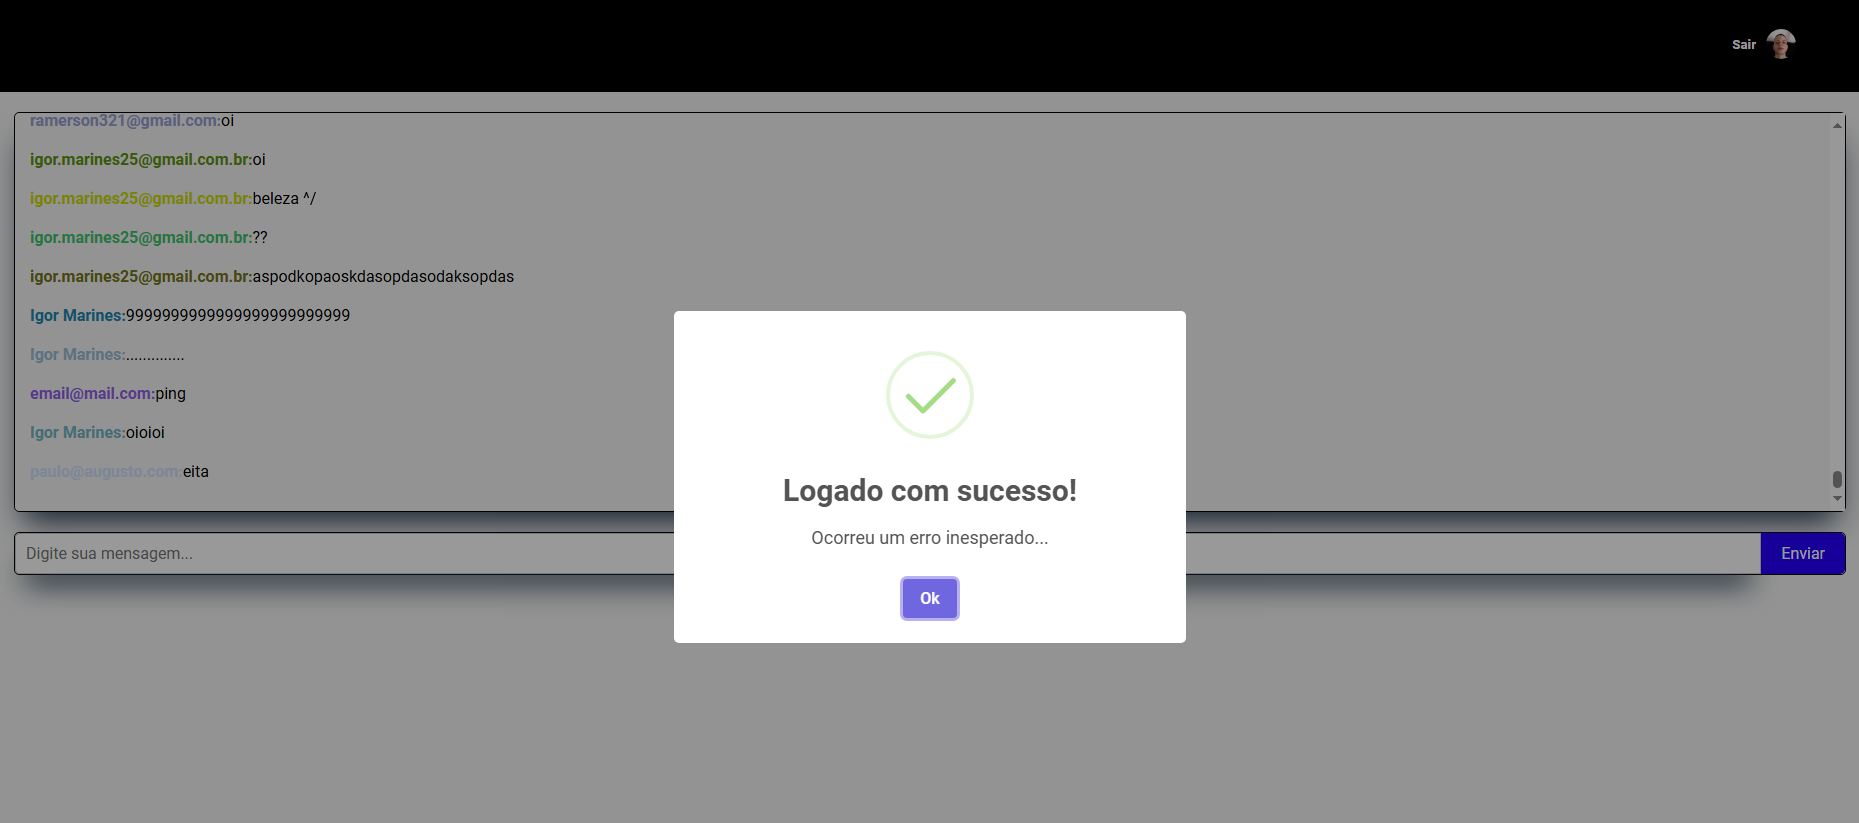 Sair
ramerson321@gmail.com:oi
igor.marines25@gmail.com.br:oi
igor.marines25@gmail.com.br:beleza ^/
igor.marines25@gmail.com.br:??
igor.marines25@gmail.com.br:aspodkopaoskdasopdasodaksopdas
Igor Marines:9999999999999999999999999
Igor Marines:..............
email@mail.com:ping
Igor Marines:oioioi
paulo@augusto.com:eita
Logado com sucesso!
Ocorreu um erro inesperado...
Ok
Digite sua mensagem...
Enviar